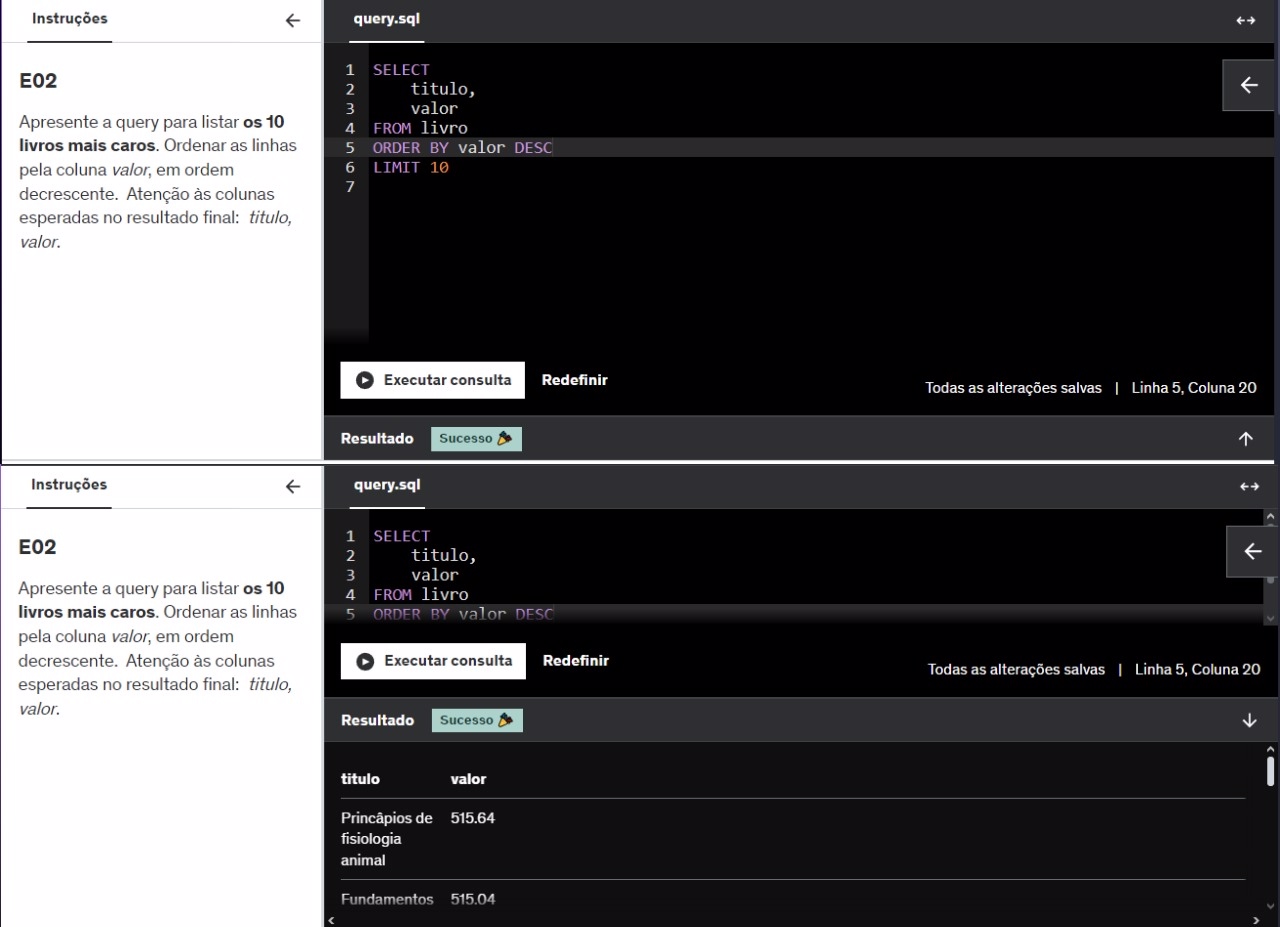 Instruções
E02
Apresente a query para listar os 10
livros mais caros. Ordenar as linhas
pela coluna valor, em ordem
decrescente. Atenção às colunas
esperadas no resultado final: titulo,
valor.
query.sql
1 SELECT
2 titulo,
3 valor
4 FROM livro
5 ORDER BY valor DESC
6 LIMIT 10
7
Executar consulta Redefinir
Todas as alterações salvas | Linha 5, Coluna 20
Resultado Sucesso
Instruções
E02
Apresente a query para listar os 10
livros mais caros. Ordenar as linhas
pela coluna valor, em ordem
decrescente. Atenção às colunas
esperadas no resultado final: titulo,
valor.
query.sql
1 SELECT
2 titulo,
3 valor
4 FROM livro
5 ORDER BY valor DESC
Executar consulta Redefinir
Todas as alterações salvas | Linha 5, Coluna 20
Resultado Sucesso
titulo valor
Princâpios de 515.64
fisiologia
animal
Fundamentos 515.04